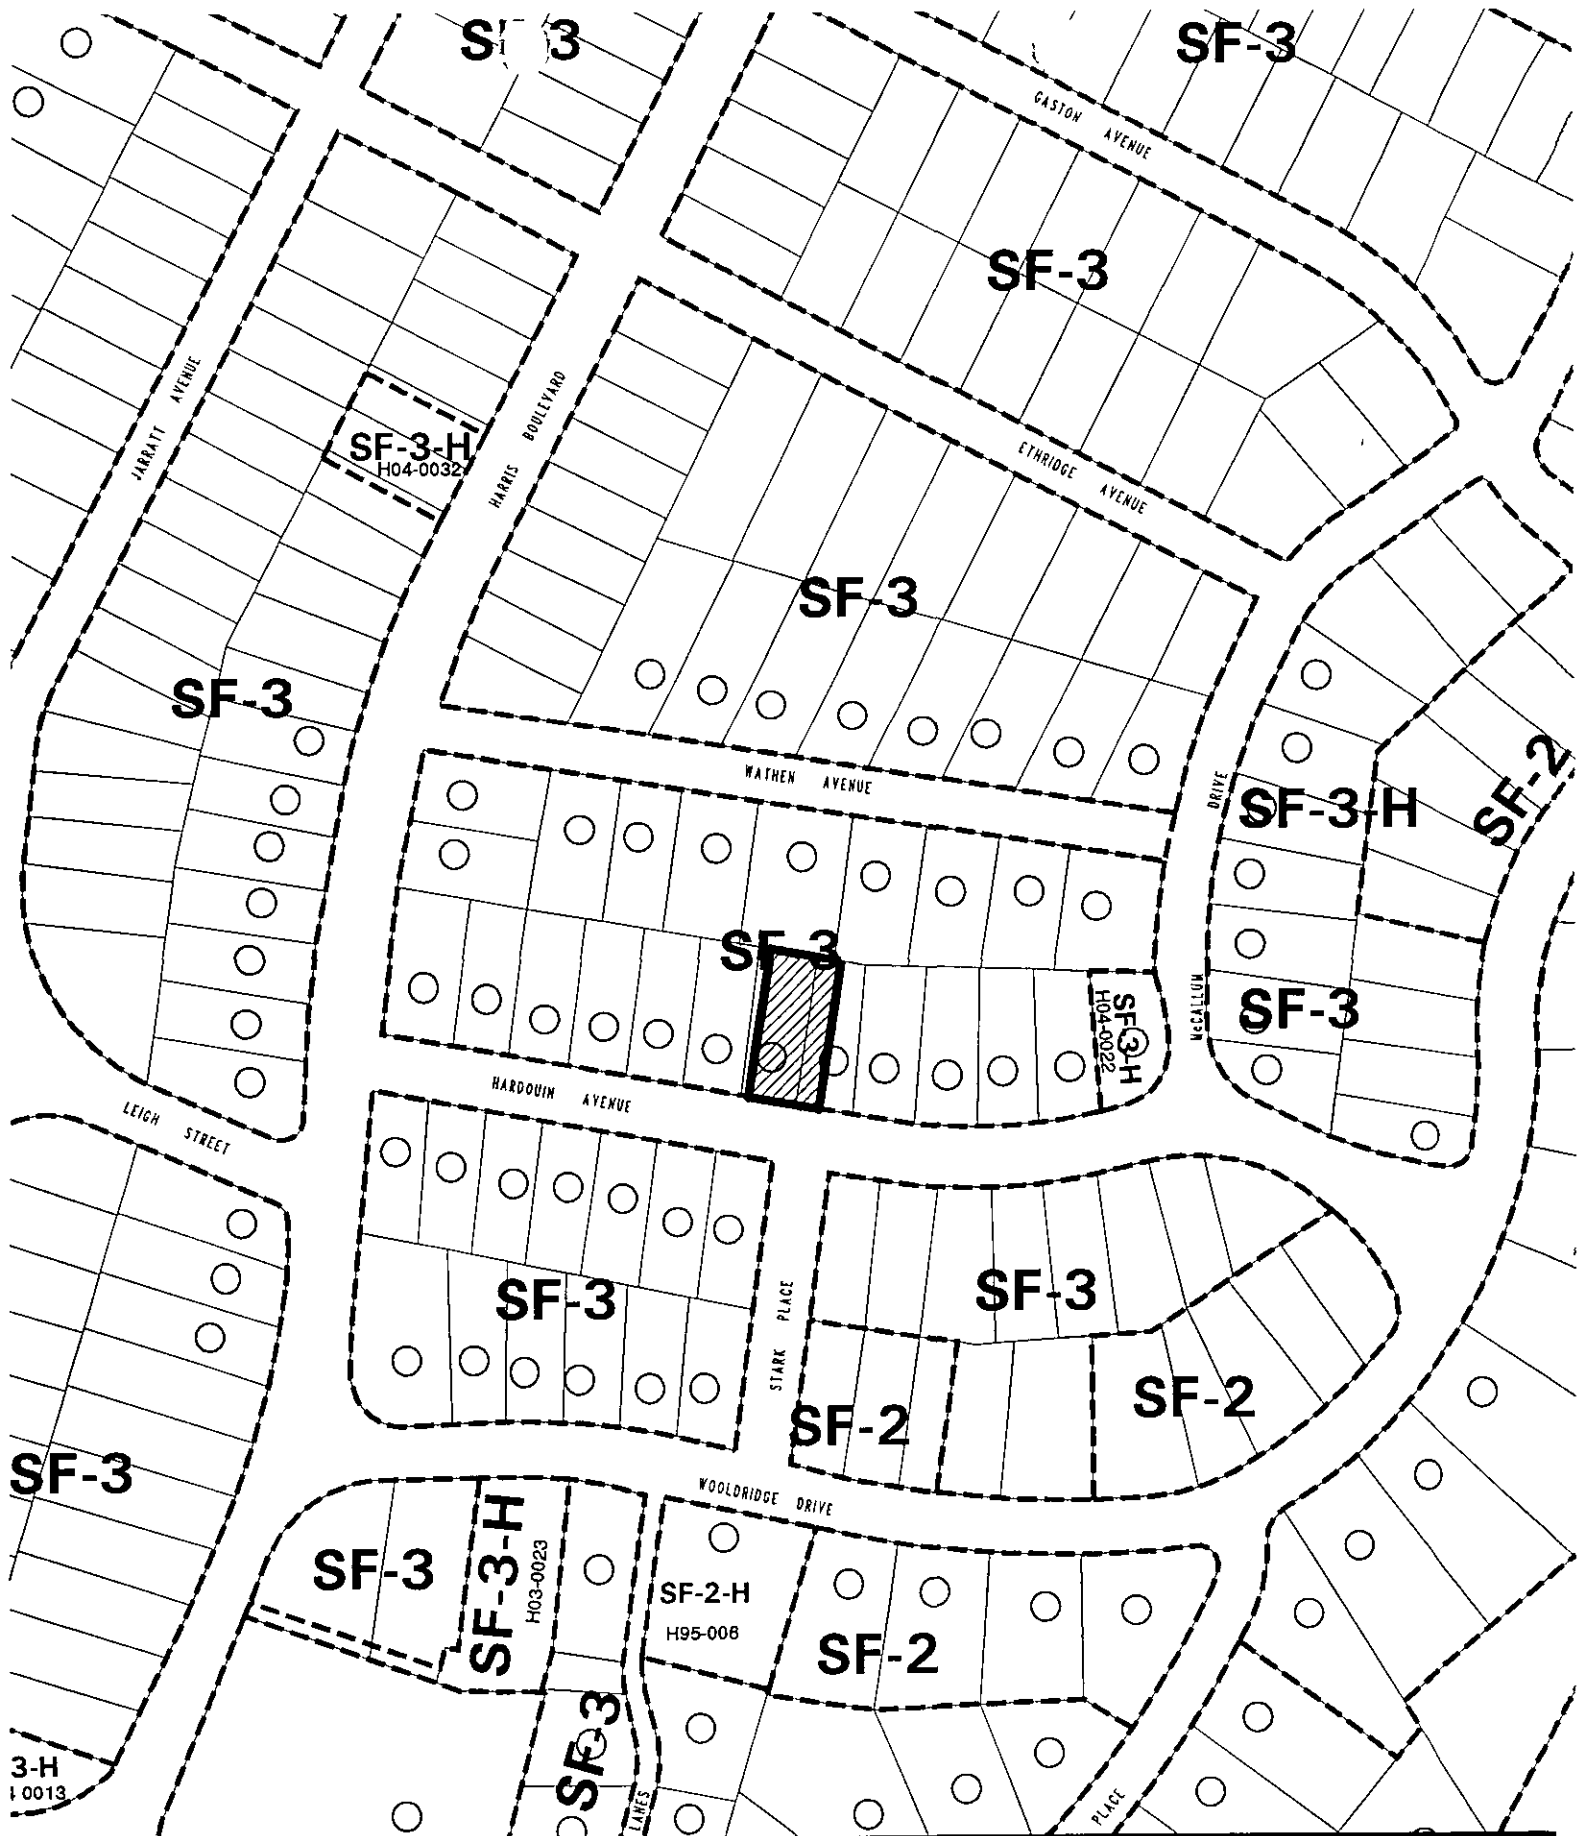 SF-3
SF-3
GASTON AVENUE
SF-3
JARRATT AVENUE
HARRIS BOULEVARD
SF-3-H
H04-0032
ETHRIDGE AVENUE
SF-3
SF-3
WATHEN AVENUE
DRIVE
SF-3-H
SF-2
SF-3
McCALLUM
SF-3-H
H04-0022
SF-3
HARDOUIN AVENUE
LEIGH STREET
SF-3
STARK PLACE
SF-3
SF-2
SF-2
SF-3
WOOLDRIDGE DRIVE
SF-3
SF-3-H
H03-0023
SF-2-H
H95-006
SF-2
SF-3
3-H
0013
LANES
PLACE